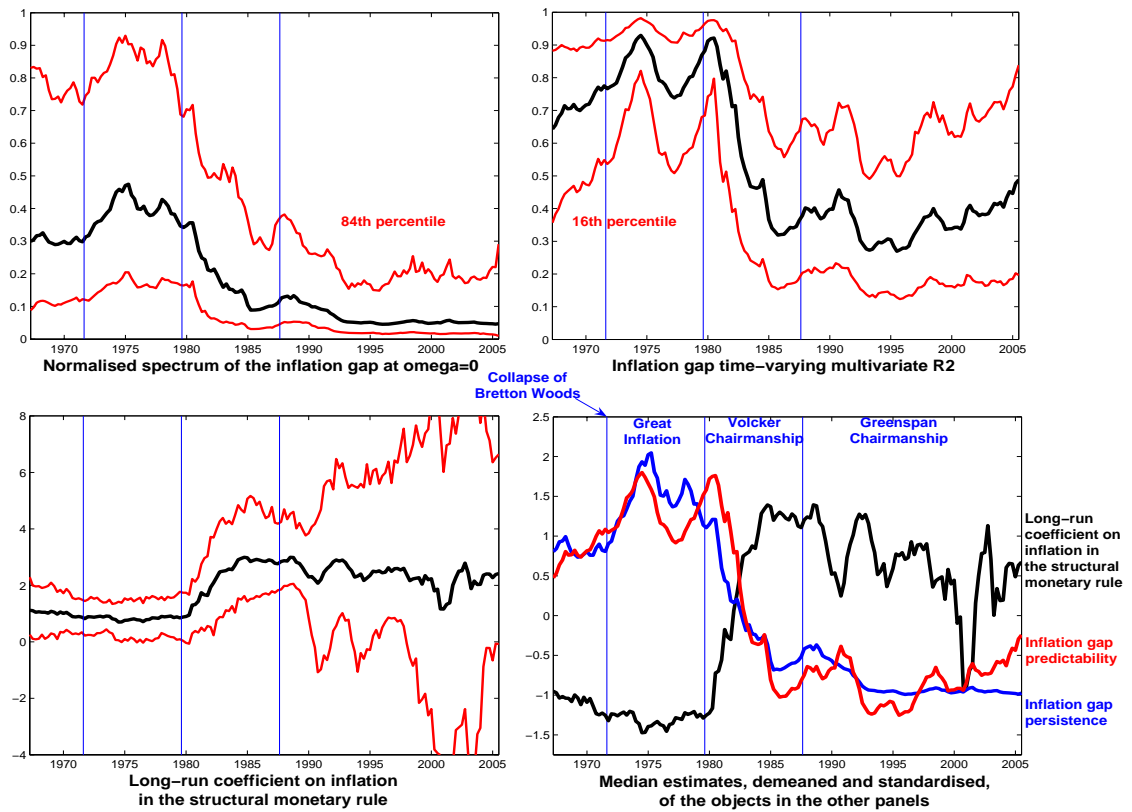 1
0.9
0.8
0.7
0.6
0.5
0.4
0.3
0.2
0.1
0
84th percentile
1970 1975 1980 1985 1990 1995 2000 2005
Normalised spectrum of the inflation gap at omega=0
1
0.9
0.8
0.7
0.6
0.5
0.4
0.3
0.2
0.1
0
16th percentile
1970 1975 1980 1985 1990 1995 2000 2005
Inflation gap time−varying multivariate R2
Collapse of
Bretton Woods
8
6
4
2
0
−2
−4
1970 1975 1980 1985 1990 1995 2000 2005
Long−run coefficient on inflation
in the structural monetary rule
2.5
2
1.5
1
0.5
0
−0.5
−1
−1.5
Great
Inflation
Volcker
Chairmanship
Greenspan
Chairmanship
Long−run
coefficient on
inflation in
the structural
monetary rule
Inflation gap
predictability
Inflation gap
persistence
1970 1975 1980 1985 1990 1995 2000 2005
Median estimates, demeaned and standardised,
of the objects in the other panels